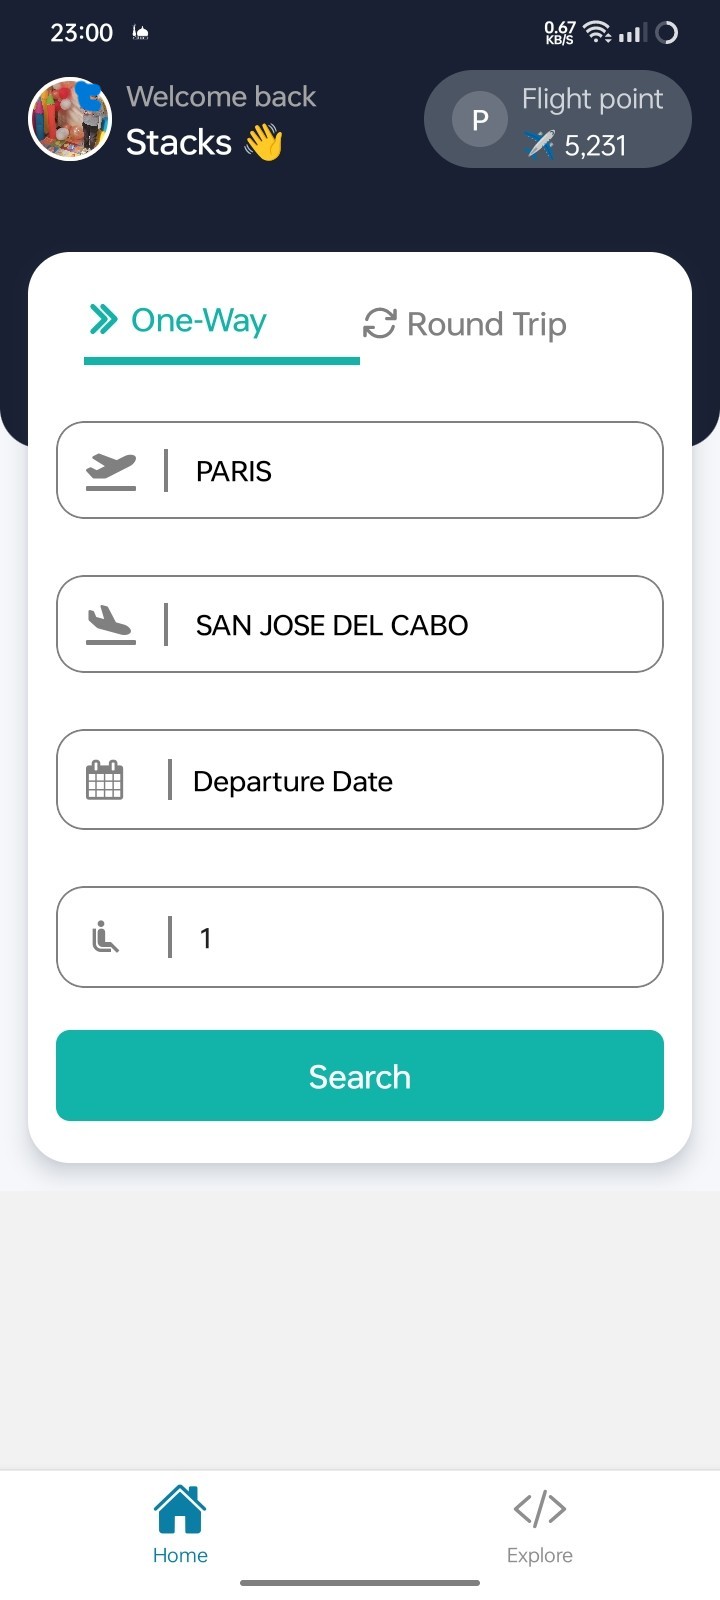 23:00
0.67
KB/S
Welcome back
Stacks 👋
P
Flight point
✈️ 5,231
One-Way
Round Trip
PARIS
SAN JOSE DEL CABO
Departure Date
1
Search
Home
Explore